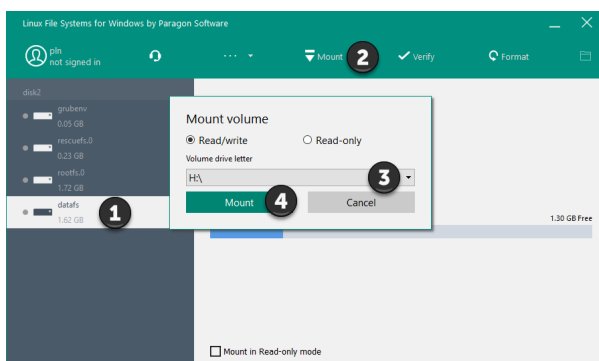 Linux File Systems for Windows by Paragon Software
pln
not signed in
...
Mount
2
Verify
Format
disk2
grubenv
0.05 GB
rescuefs.0
0.23 GB
rootfs.0
1.72 GB
datafs
1.62 GB
1
Mount volume
Read/write
Read-only
Volume drive letter
H:\
3
Mount
4
Cancel
1.30 GB Free
Mount in Read-only mode